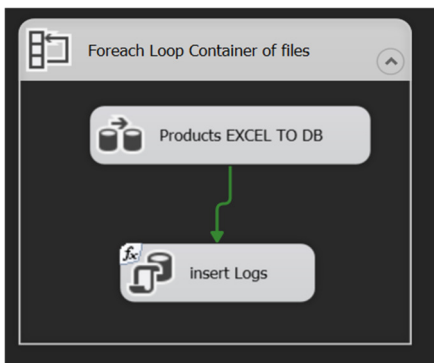 Foreach Loop Container of files
Products EXCEL TO DB
fx
insert Logs